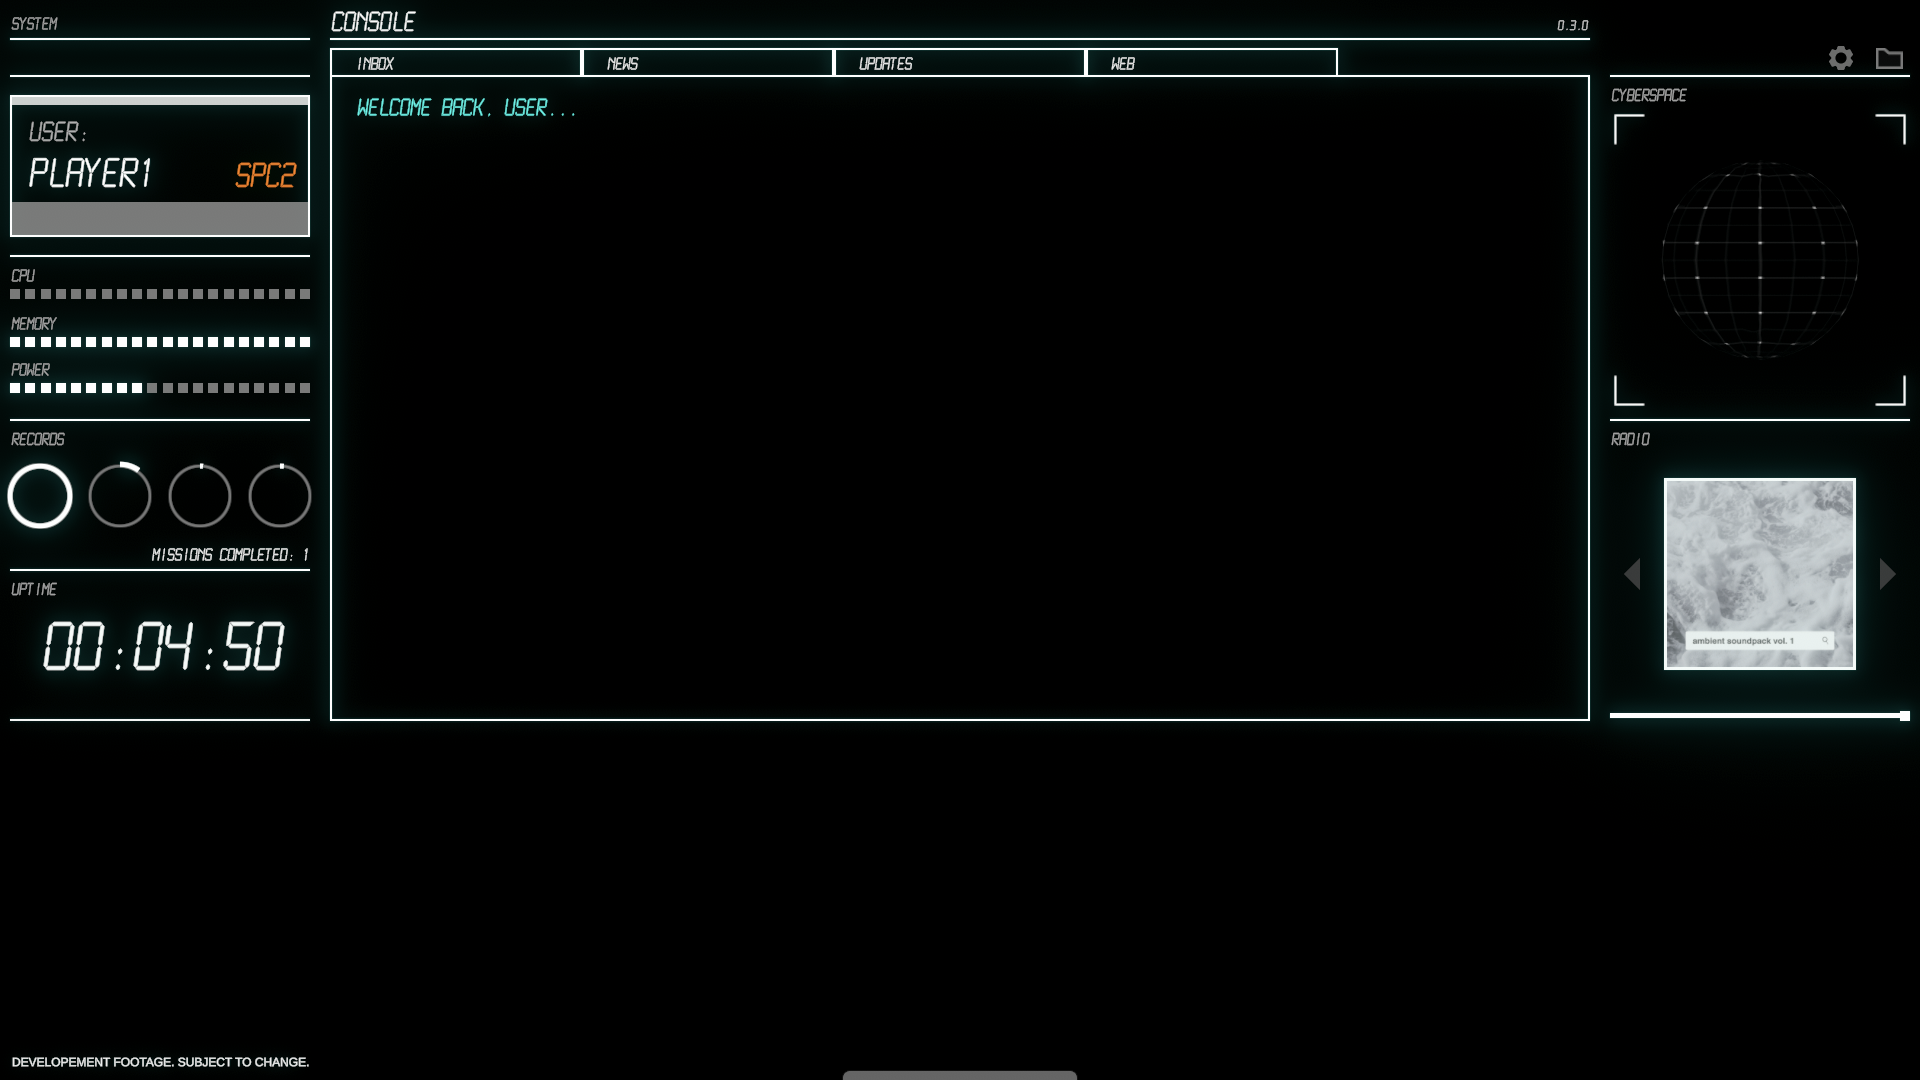 SYSTEM
CONSOLE
0.3.0
INBOX
NEWS
UPDATES
WEB
WELCOME BACK, USER...
USER:
PLAYER1
SPC2
CPU
MEMORY
POWER
RECORDS
MISSIONS COMPLETED: 1
UPTIME
00:04:50
CYBERSPACE
RADIO
ambient soundpack vol. 1
DEVELOPEMENT FOOTAGE. SUBJECT TO CHANGE.